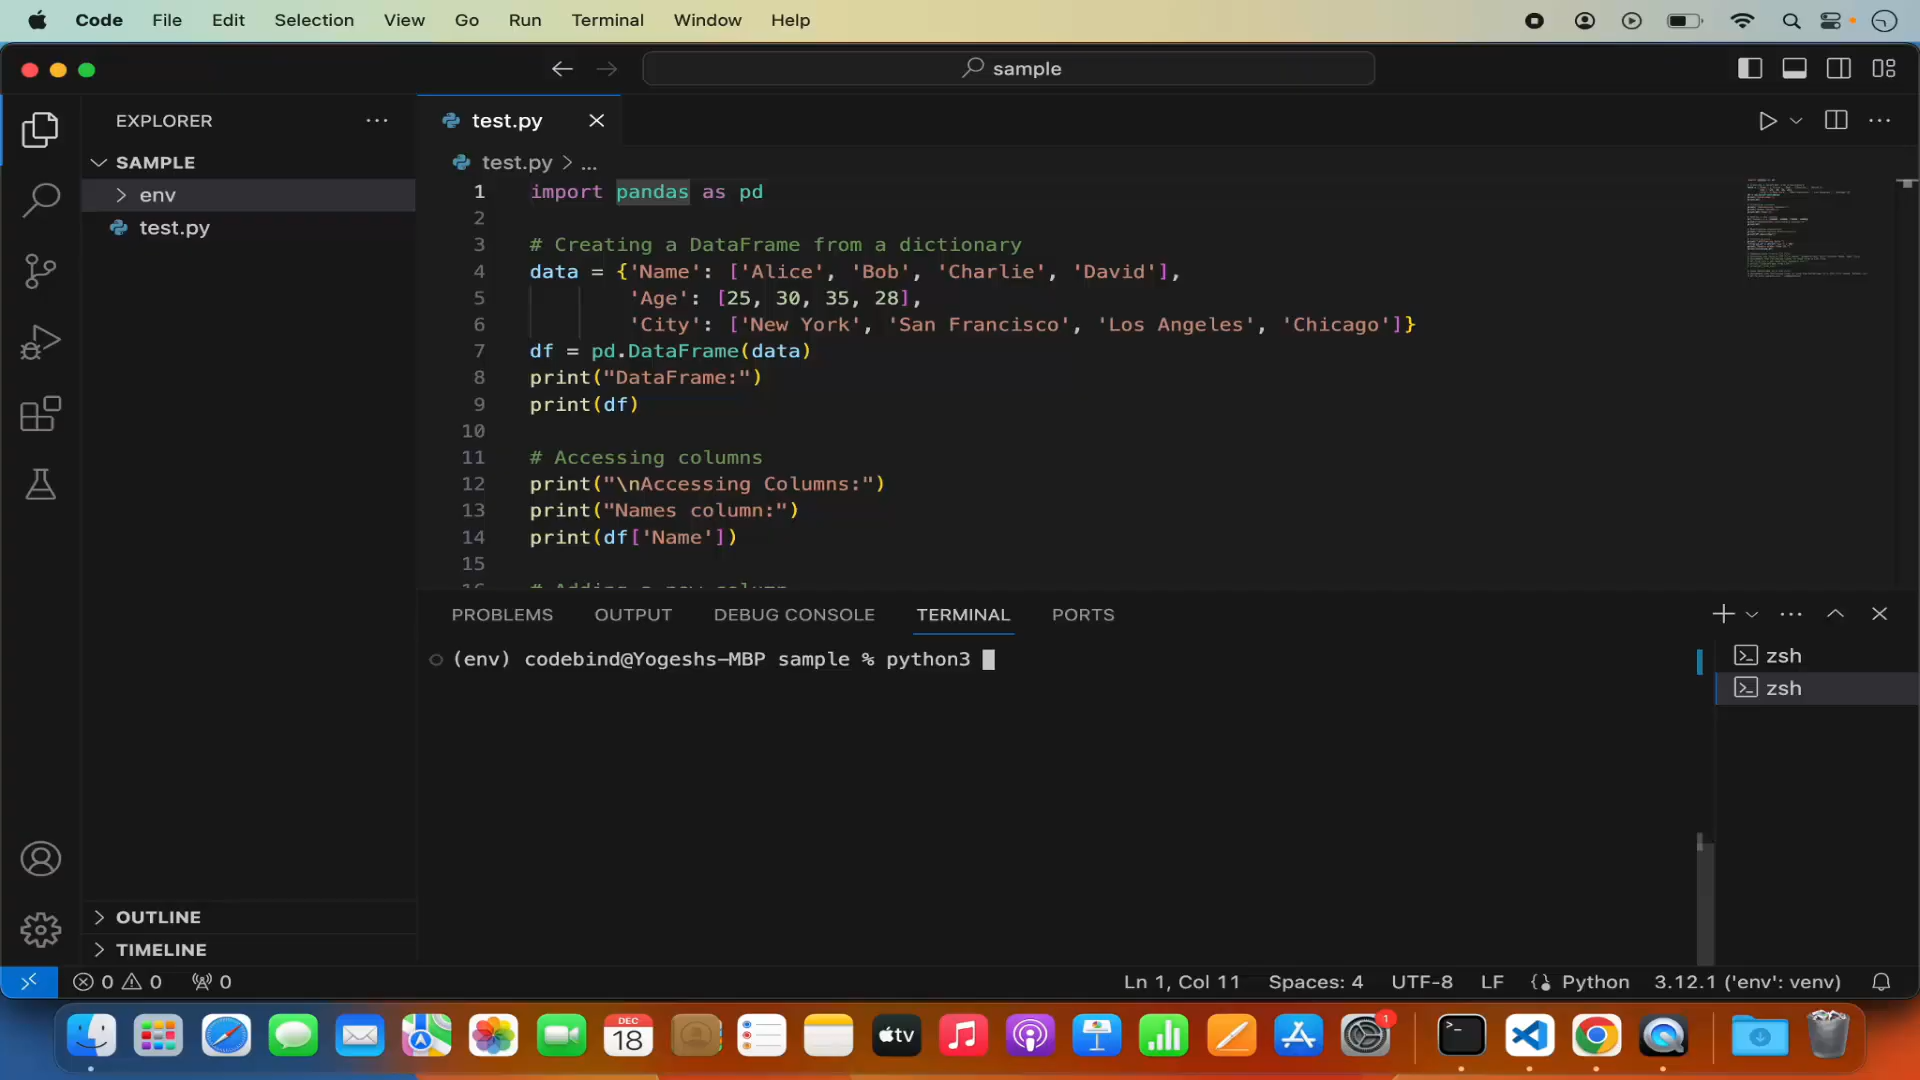 Code File Edit Selection View Go Run Terminal Window Help
sample
EXPLORER ...
SAMPLE
env
test.py
test.py
test.py > ...
1 import pandas as pd
2
3 # Creating a DataFrame from a dictionary
4 data = {'Name': ['Alice', 'Bob', 'Charlie', 'David'],
5 'Age': [25, 30, 35, 28],
6 'City': ['New York', 'San Francisco', 'Los Angeles', 'Chicago']}
7 df = pd.DataFrame(data)
8 print("DataFrame:")
9 print(df)
10
11 # Accessing columns
12 print("\nAccessing Columns:")
13 print("Names column:")
14 print(df['Name'])
15
16 # Adding a new column
PROBLEMS OUTPUT DEBUG CONSOLE TERMINAL PORTS
(env) codebind@Yogeshs-MBP sample % python3
zsh
zsh
OUTLINE
TIMELINE
0 0 0 Ln 1, Col 11 Spaces: 4 UTF-8 LF Python 3.12.1 ('env': venv)
DEC
18
tv
1